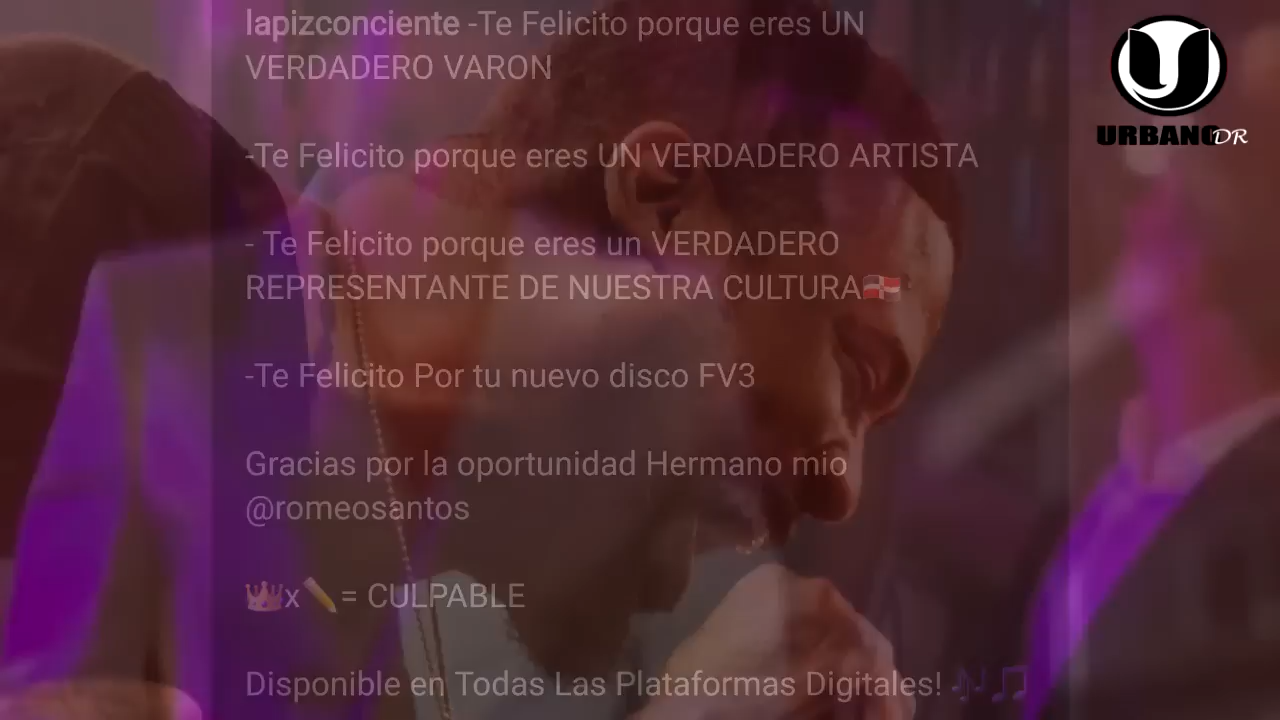 lapizconciente -Te Felicito porque eres UN
VERDADERO VARON
-Te Felicito porque eres UN VERDADERO ARTISTA
- Te Felicito porque eres un VERDADERO
REPRESENTANTE DE NUESTRA CULTURA🇩🇴
-Te Felicito Por tu nuevo disco FV3
Gracias por la oportunidad Hermano mio
@romeosantos
👑x✏️= CULPABLE
Disponible en Todas Las Plataformas Digitales! 🎶🎵
URBANO DR